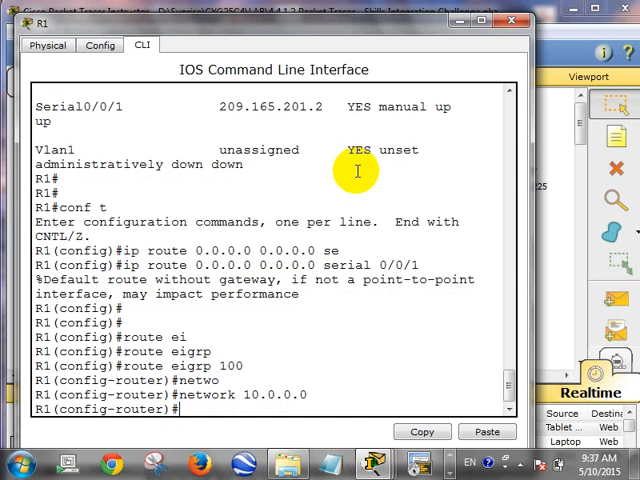 R1
Physical
Config
CLI
IOS Command Line Interface
Serial0/0/1 209.165.201.2 YES manual up
up
Vlan1 unassigned YES unset
administratively down down
R1#
R1#
R1#conf t
Enter configuration commands, one per line. End with
CNTL/Z.
R1(config)#ip route 0.0.0.0 0.0.0.0 se
R1(config)#ip route 0.0.0.0 0.0.0.0 serial 0/0/1
%Default route without gateway, if not a point-to-point
interface, may impact performance
R1(config)#
R1(config)#
R1(config)#route ei
R1(config)#route eigrp
R1(config)#route eigrp 100
R1(config-router)#netwo
R1(config-router)#network 10.0.0.0
R1(config-router)#
Copy
Paste
Viewport
225
Realtime
Source Destina
Tablet ... Web
Laptop Web
EN
9:37 AM
5/10/2015